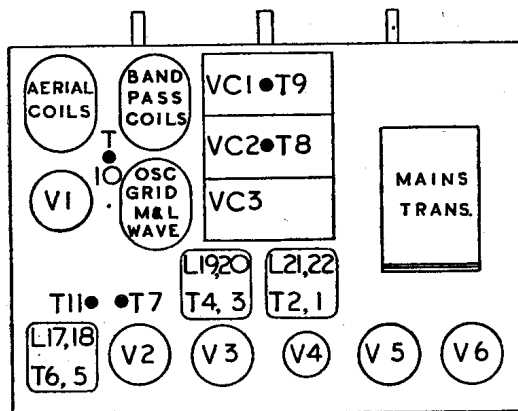 AERIAL
COILS
BAND
PASS
COILS
VC1 T9
T
10
VC2 T8
OSC
GRID
M&L
WAVE
V1
VC3
MAINS
TRANS.
L19,20
T4, 3
L21,22
T2, 1
T11 T7
L17,18
T6, 5
V2
V3
V4
V5
V6